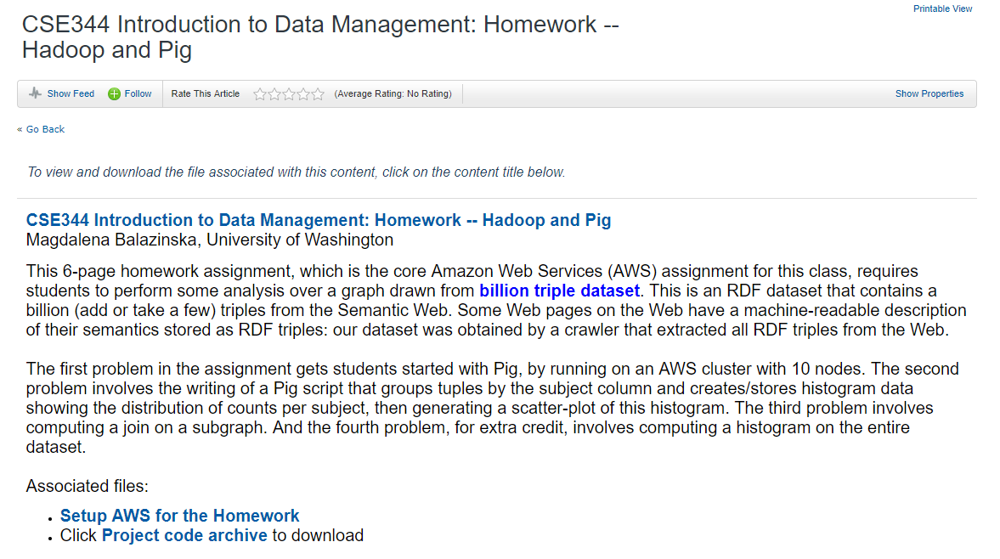 Printable View
CSE344 Introduction to Data Management: Homework --
Hadoop and Pig
Show Feed Follow Rate This Article (Average Rating: No Rating) Show Properties
« Go Back
To view and download the file associated with this content, click on the content title below.
CSE344 Introduction to Data Management: Homework -- Hadoop and Pig
Magdalena Balazinska, University of Washington
This 6-page homework assignment, which is the core Amazon Web Services (AWS) assignment for this class, requires
students to perform some analysis over a graph drawn from billion triple dataset. This is an RDF dataset that contains a
billion (add or take a few) triples from the Semantic Web. Some Web pages on the Web have a machine-readable description
of their semantics stored as RDF triples: our dataset was obtained by a crawler that extracted all RDF triples from the Web.
The first problem in the assignment gets students started with Pig, by running on an AWS cluster with 10 nodes. The second
problem involves the writing of a Pig script that groups tuples by the subject column and creates/stores histogram data
showing the distribution of counts per subject, then generating a scatter-plot of this histogram. The third problem involves
computing a join on a subgraph. And the fourth problem, for extra credit, involves computing a histogram on the entire
dataset.
Associated files:
• Setup AWS for the Homework
• Click Project code archive to download